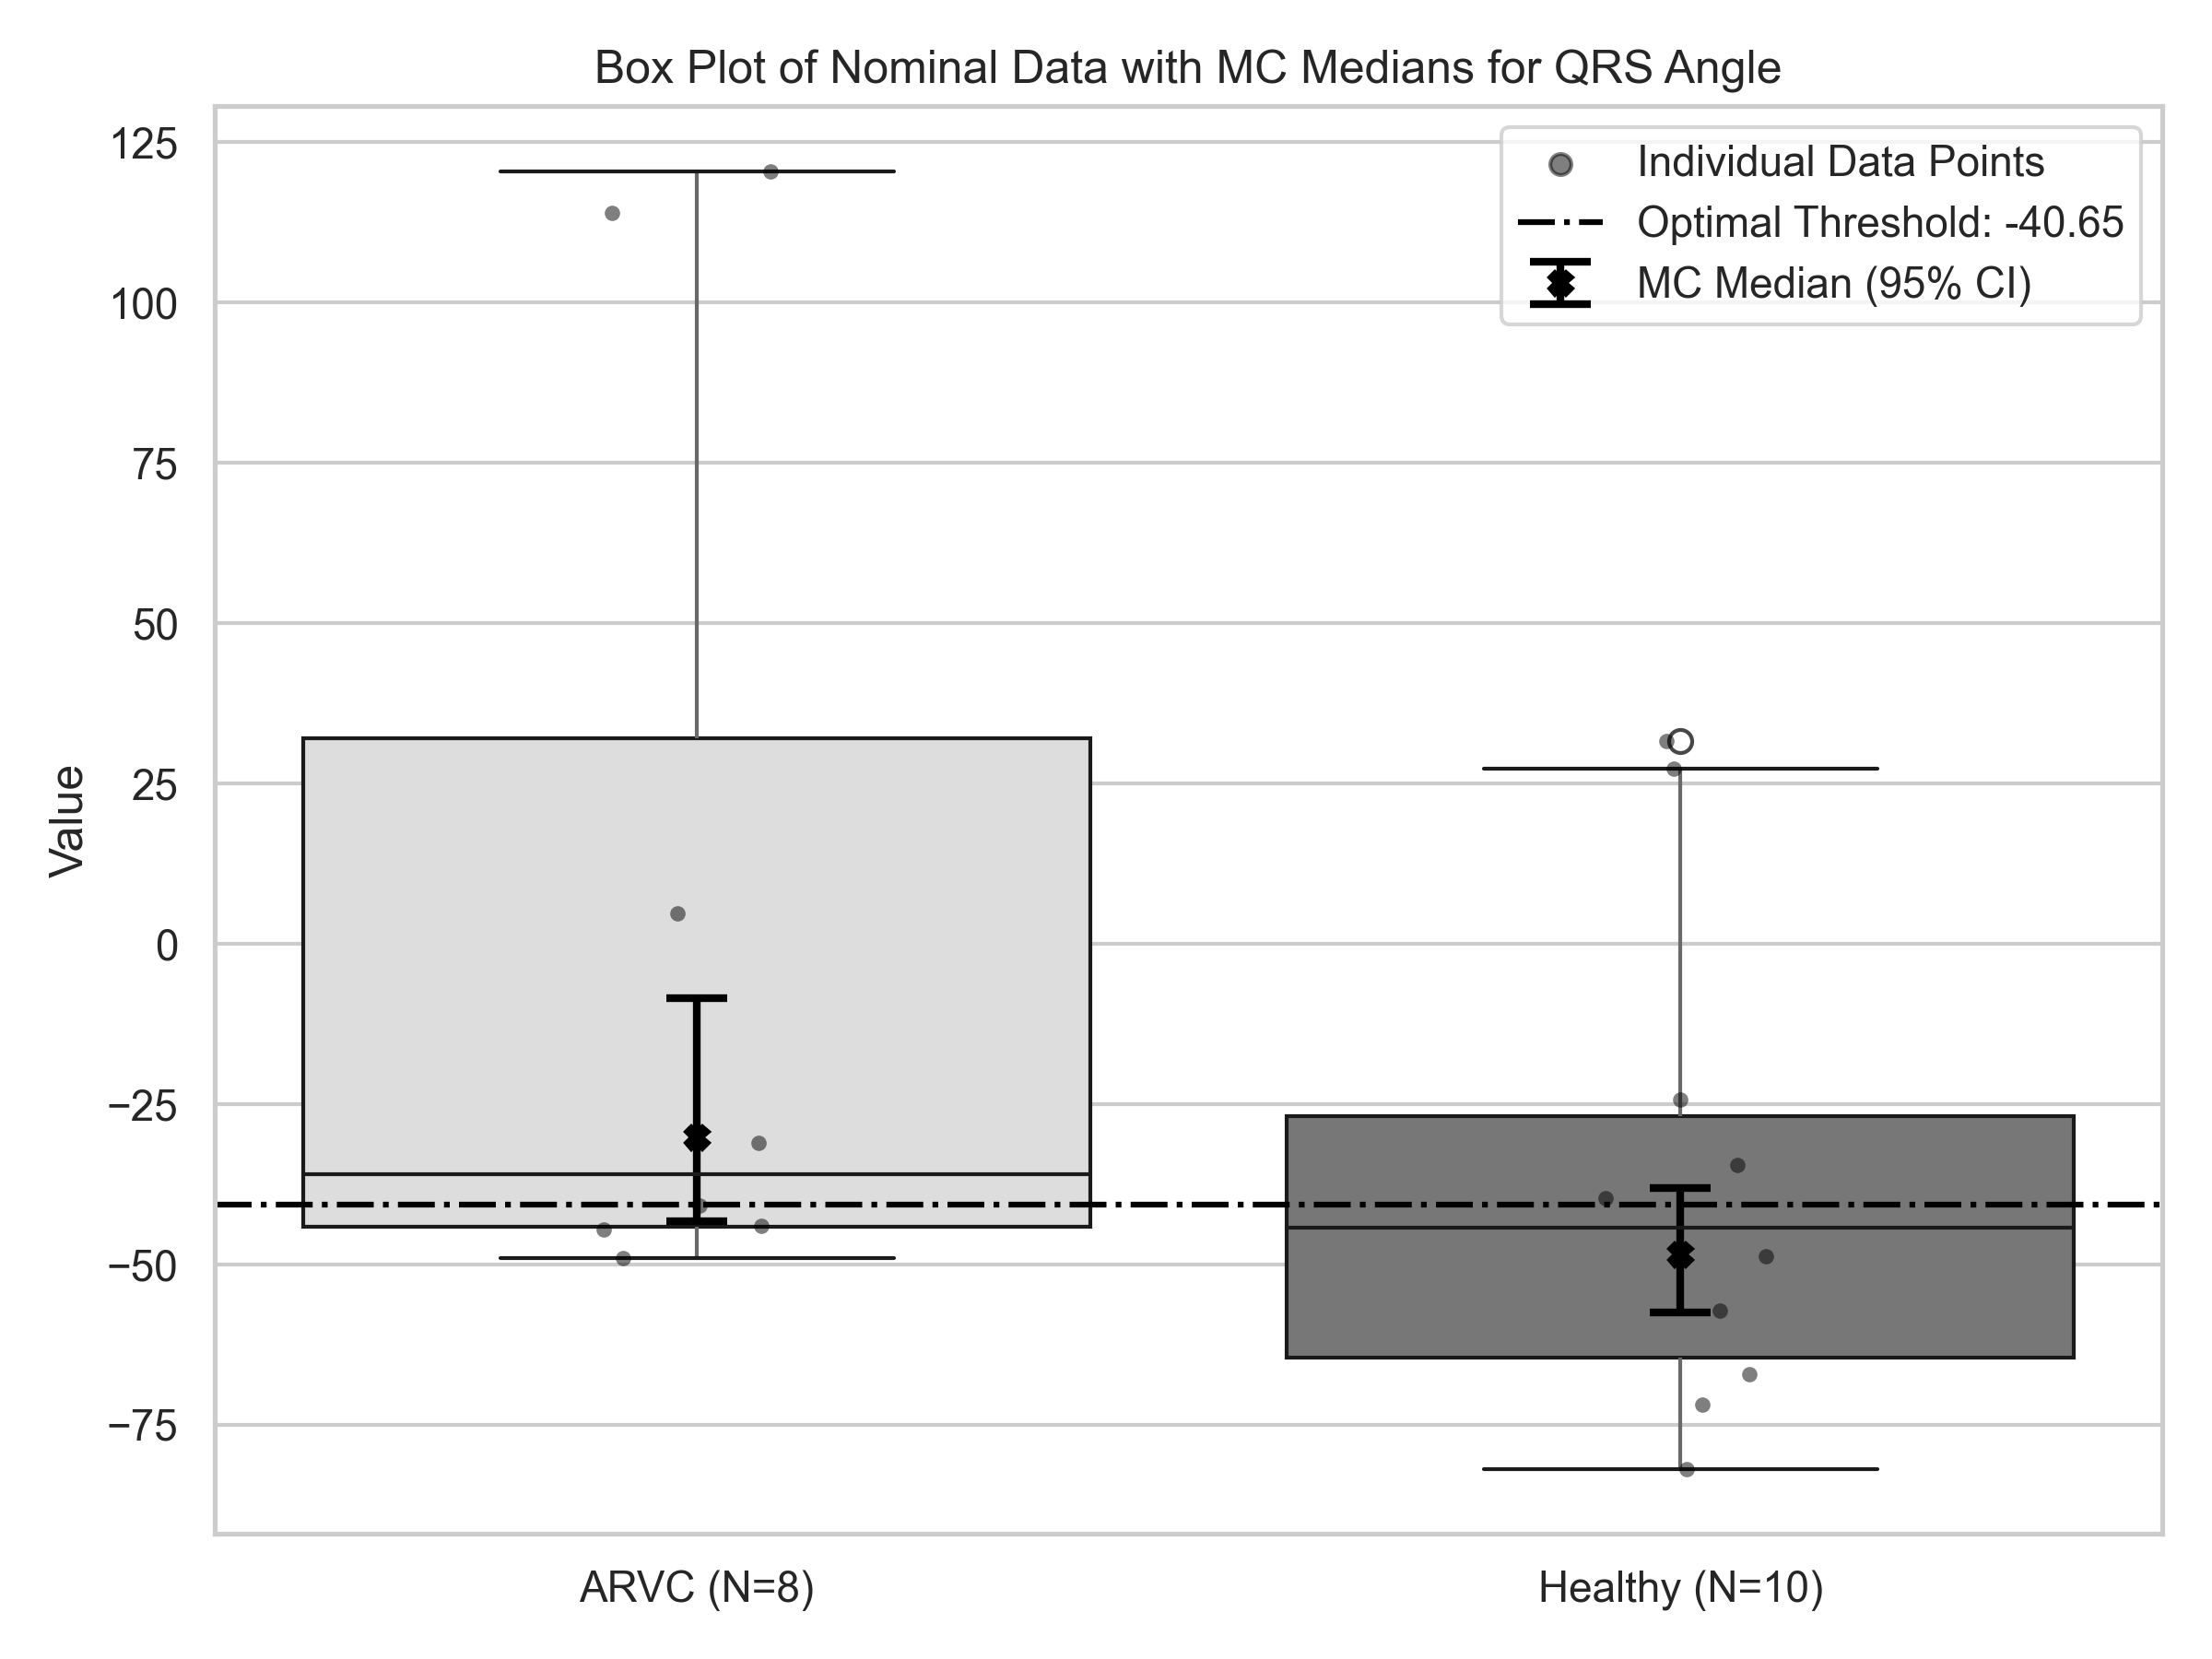 Box Plot of Nominal Data with MC Medians for QRS Angle
Individual Data Points
Optimal Threshold: -40.65
MC Median (95% CI)
125
100
75
50
25
0
−25
−50
−75
Value
ARVC (N=8)
Healthy (N=10)